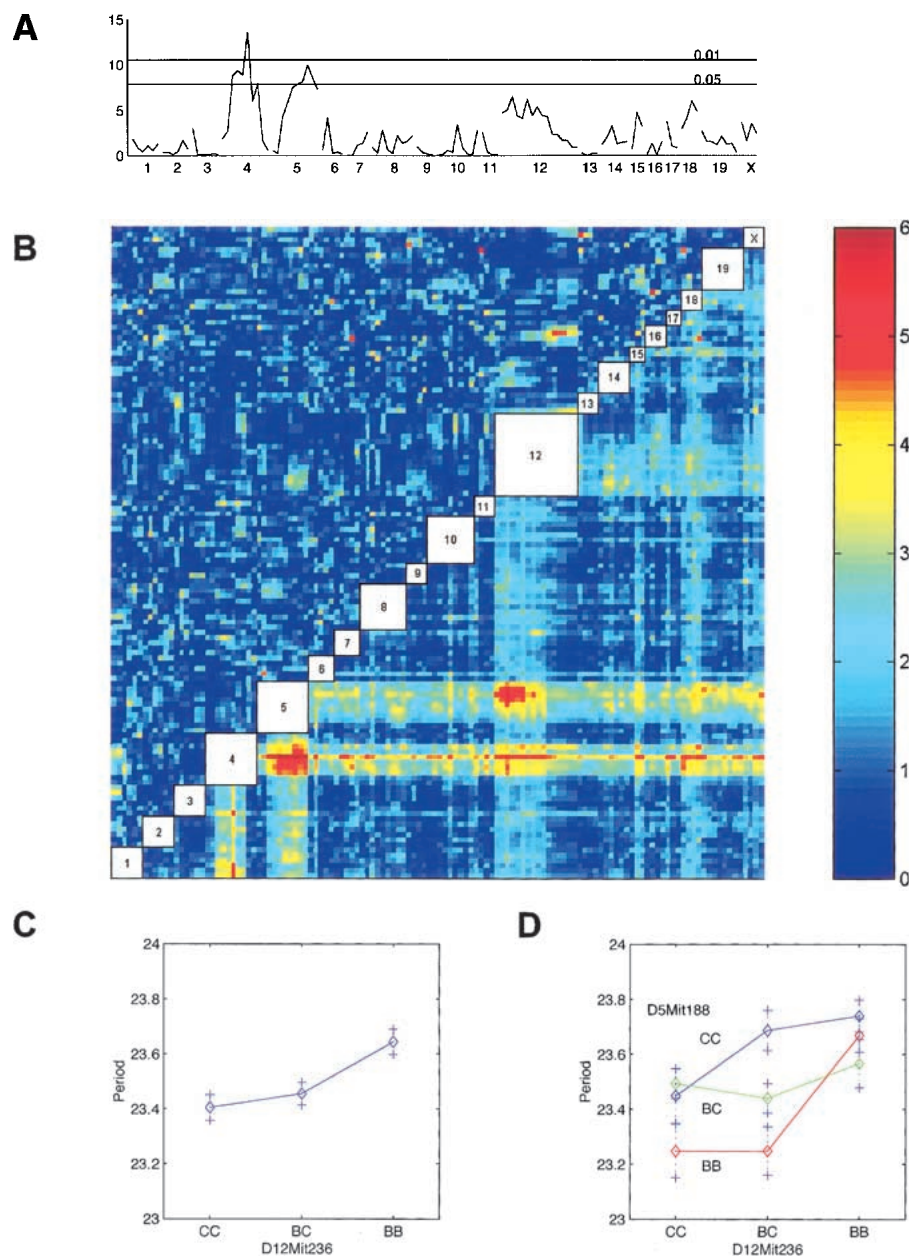 A
15
10
5
0
0.01
0.05
1 2 3 4 5 6 7 8 9 10 11 12 13 14 15 16 17 18 19 X
B
X
19
18
17
16
15
14
13
12
11
10
9
8
7
6
5
4
3
2
1
6
5
4
3
2
1
0
C
24
23.8
23.6
23.4
23.2
23
Period
CC BC BB
D12Mit236
D
24
23.8
23.6
23.4
23.2
23
Period
D5Mit188
CC
BC
BB
CC BC BB
D12Mit236